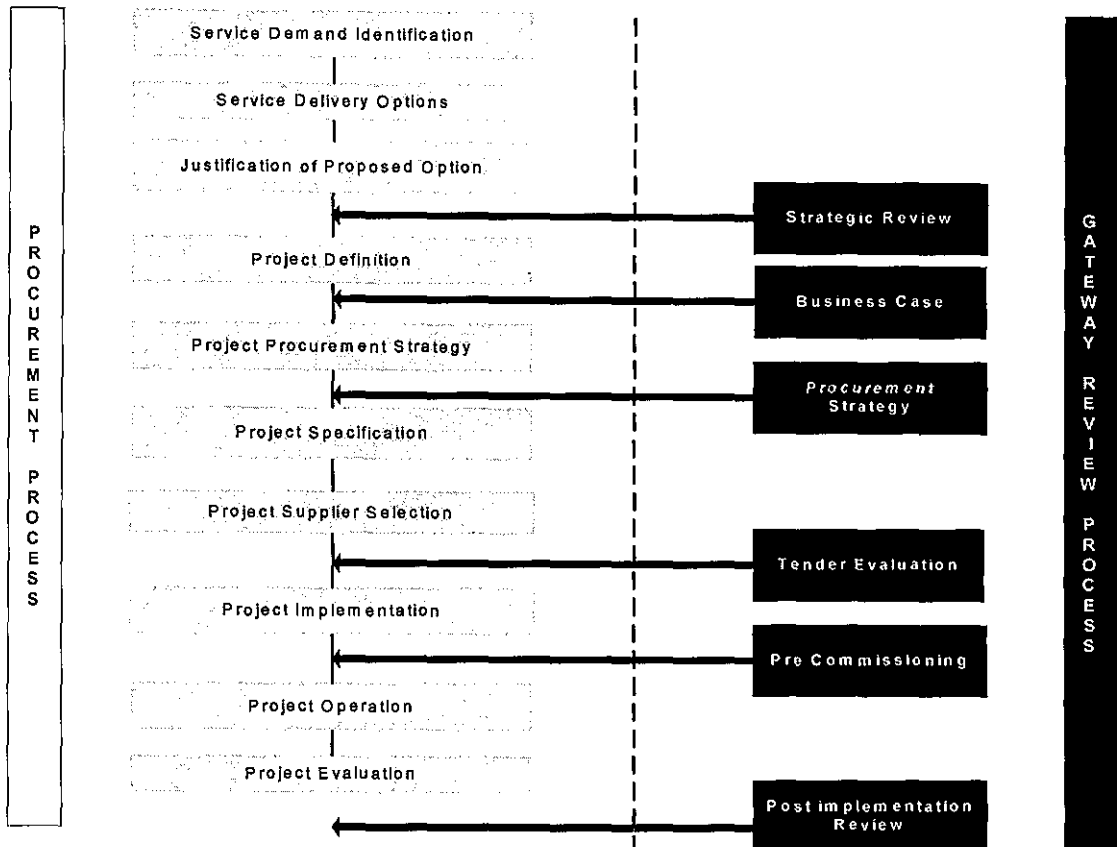 PROCUREMENT PROCESS
Service Demand Identification
Service Delivery Options
Justification of Proposed Option
Strategic Review
Project Definition
Business Case
Project Procurement Strategy
Procurement
Strategy
Project Specification
Project Supplier Selection
Tender Evaluation
Project Implementation
Pre Commissioning
Project Operation
Project Evaluation
Post implementation
Review
GATEWAY REVIEW PROCESS